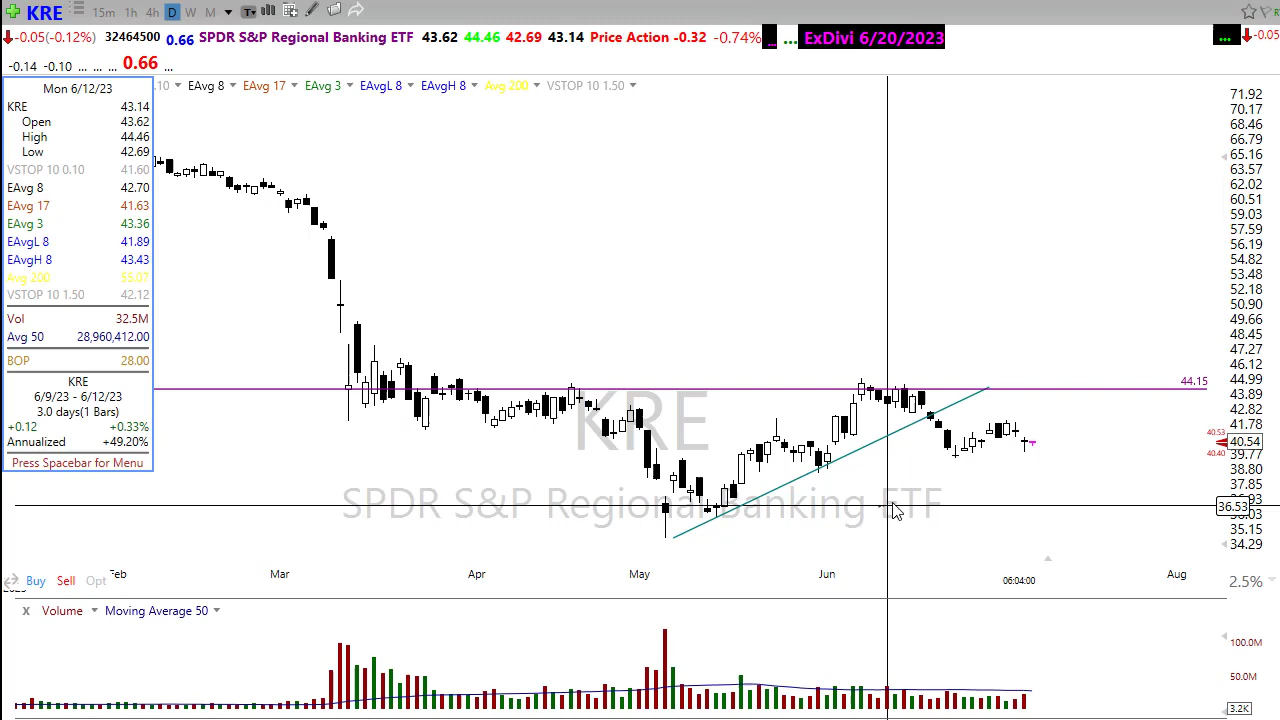 KRE 15m 1h 4h D W M T
-0.05(-0.12%) 32464500 0.66 SPDR S&P Regional Banking ETF 43.62 44.46 42.69 43.14 Price Action -0.32 -0.74% ... ... ExDivi 6/20/2023 ... -0.05
-0.14 -0.10 ... ... ... 0.66 ...
.10 EAvg 8 EAvg 17 EAvg 3 EAvgL 8 EAvgH 8 Avg 200 VSTOP 10 1.50
Mon 6/12/23
KRE 43.14
Open 43.62
High 44.46
Low 42.69
VSTOP 10 0.10 41.60
EAvg 8 42.70
EAvg 17 41.63
EAvg 3 43.36
EAvgL 8 41.89
EAvgH 8 43.43
Avg 200 55.07
VSTOP 10 1.50 42.12
Vol 32.5M
Avg 50 28,960,412.00
BOP 28.00
KRE
6/9/23 - 6/12/23
3.0 days(1 Bars)
+0.12 +0.33%
Annualized +49.20%
Press Spacebar for Menu
71.92
70.17
68.46
66.79
65.16
63.57
62.02
60.51
59.03
57.59
56.19
54.82
53.48
52.18
50.90
49.66
48.45
47.27
46.12
44.99
43.89
42.82
41.78
40.54
39.77
38.80
37.85
36.53
35.15
34.29
44.15
40.53
40.40
KRE
SPDR S&P Regional Banking ETF
Feb Mar Apr May Jun 06:04:00 Aug
Buy Sell Opt 2.5%
X Volume Moving Average 50
100.0M
50.0M
3.2K